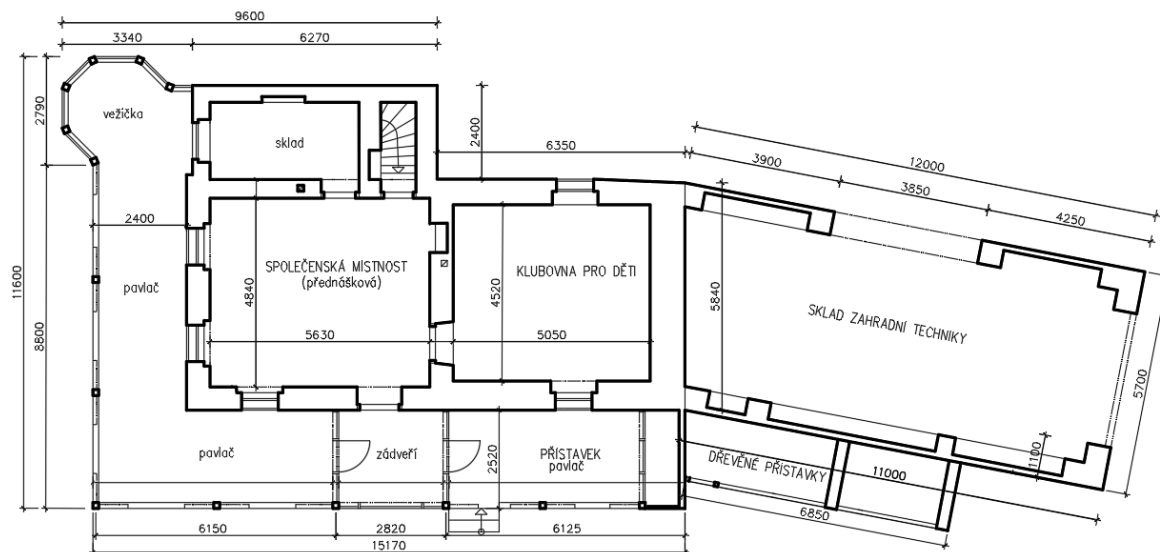 9600
3340
6270
2790
11600
8800
vežička
sklad
2400
6350
12000
3900
3850
4250
2400
pavlač
SPOLEČENSKÁ MÍSTNOST
(přednášková)
4840
5630
KLUBOVNA PRO DĚTI
4520
5050
5840
SKLAD ZAHRADNÍ TECHNIKY
5700
pavlač
zádveří
2520
PŘÍSTAVEK
pavlač
DŘEVĚNÉ PŘÍSTAVKY
1100
11000
6850
6150
2820
6125
15170